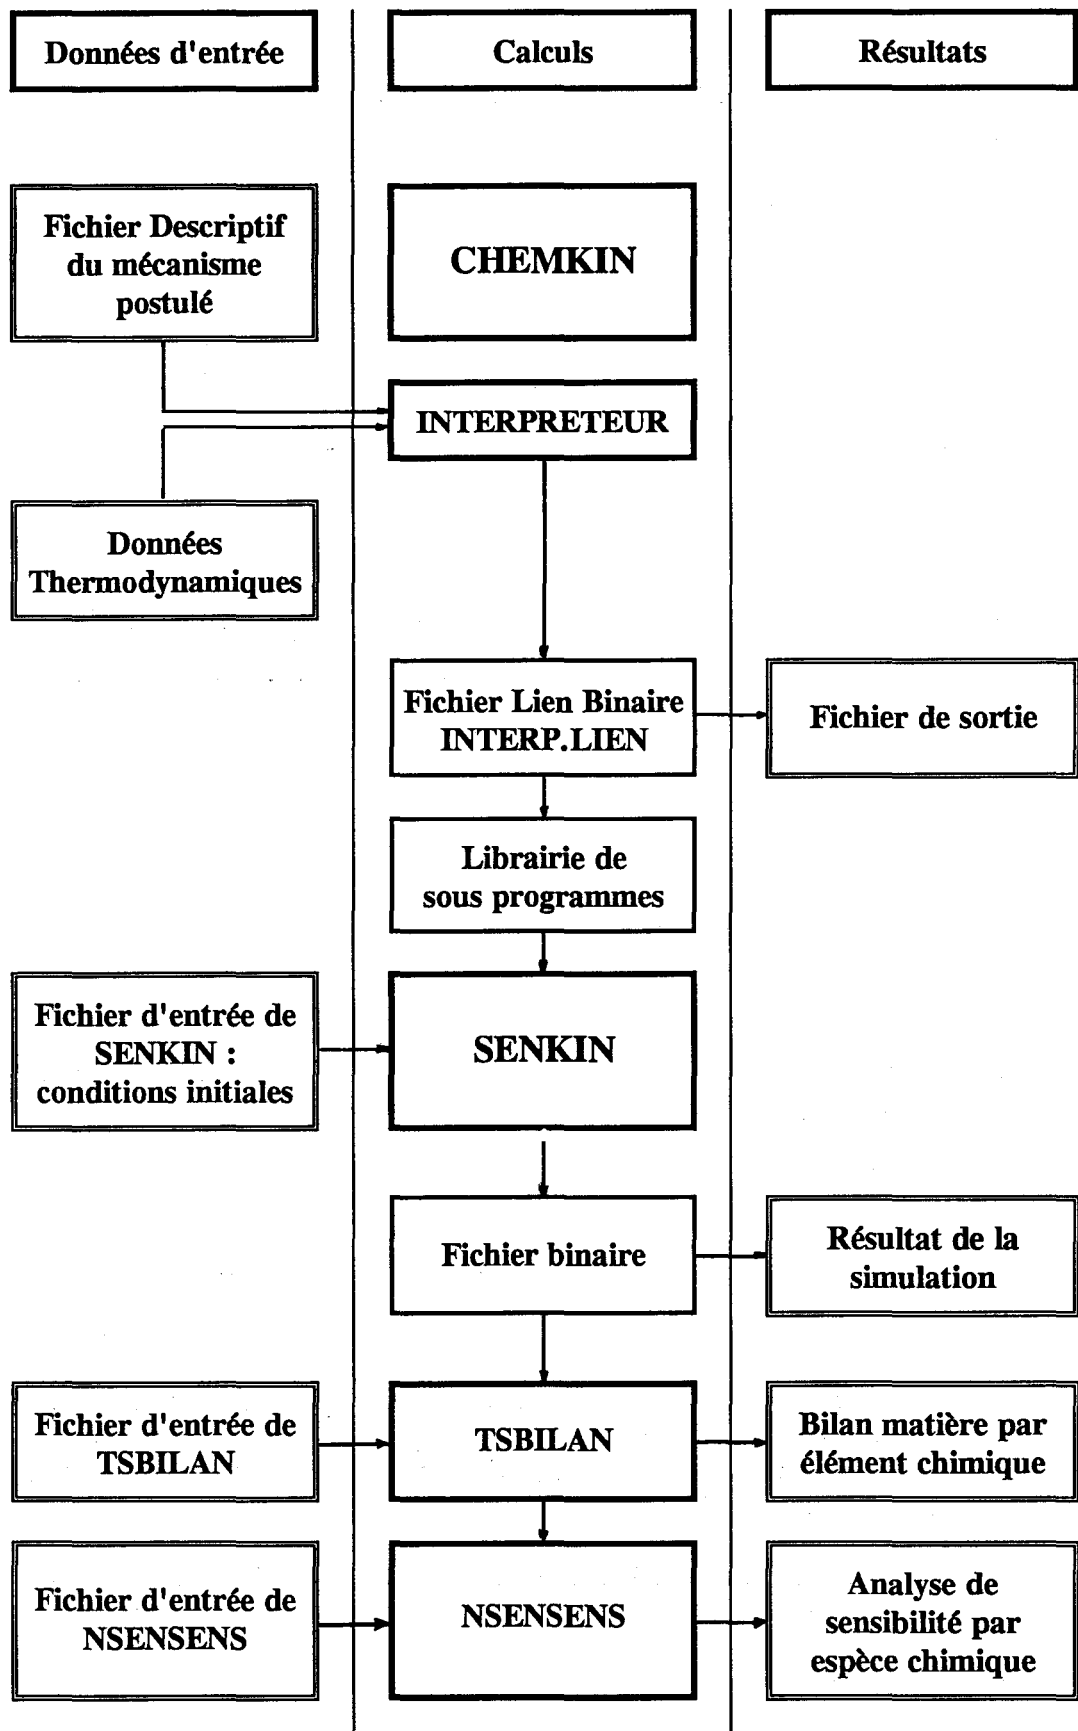 Données d'entrée
Calculs
Résultats
Fichier Descriptif
du mécanisme
postulé
CHEMKIN
INTERPRETEUR
Données
Thermodynamiques
Fichier Lien Binaire
INTERP.LIEN
Fichier de sortie
Librairie de
sous programmes
Fichier d'entrée de
SENKIN :
conditions initiales
SENKIN
Fichier binaire
Résultat de la
simulation
Fichier d'entrée de
TSBILAN
TSBILAN
Bilan matière par
élément chimique
Fichier d'entrée de
NSENSENS
NSENSENS
Analyse de
sensibilité par
espèce chimique